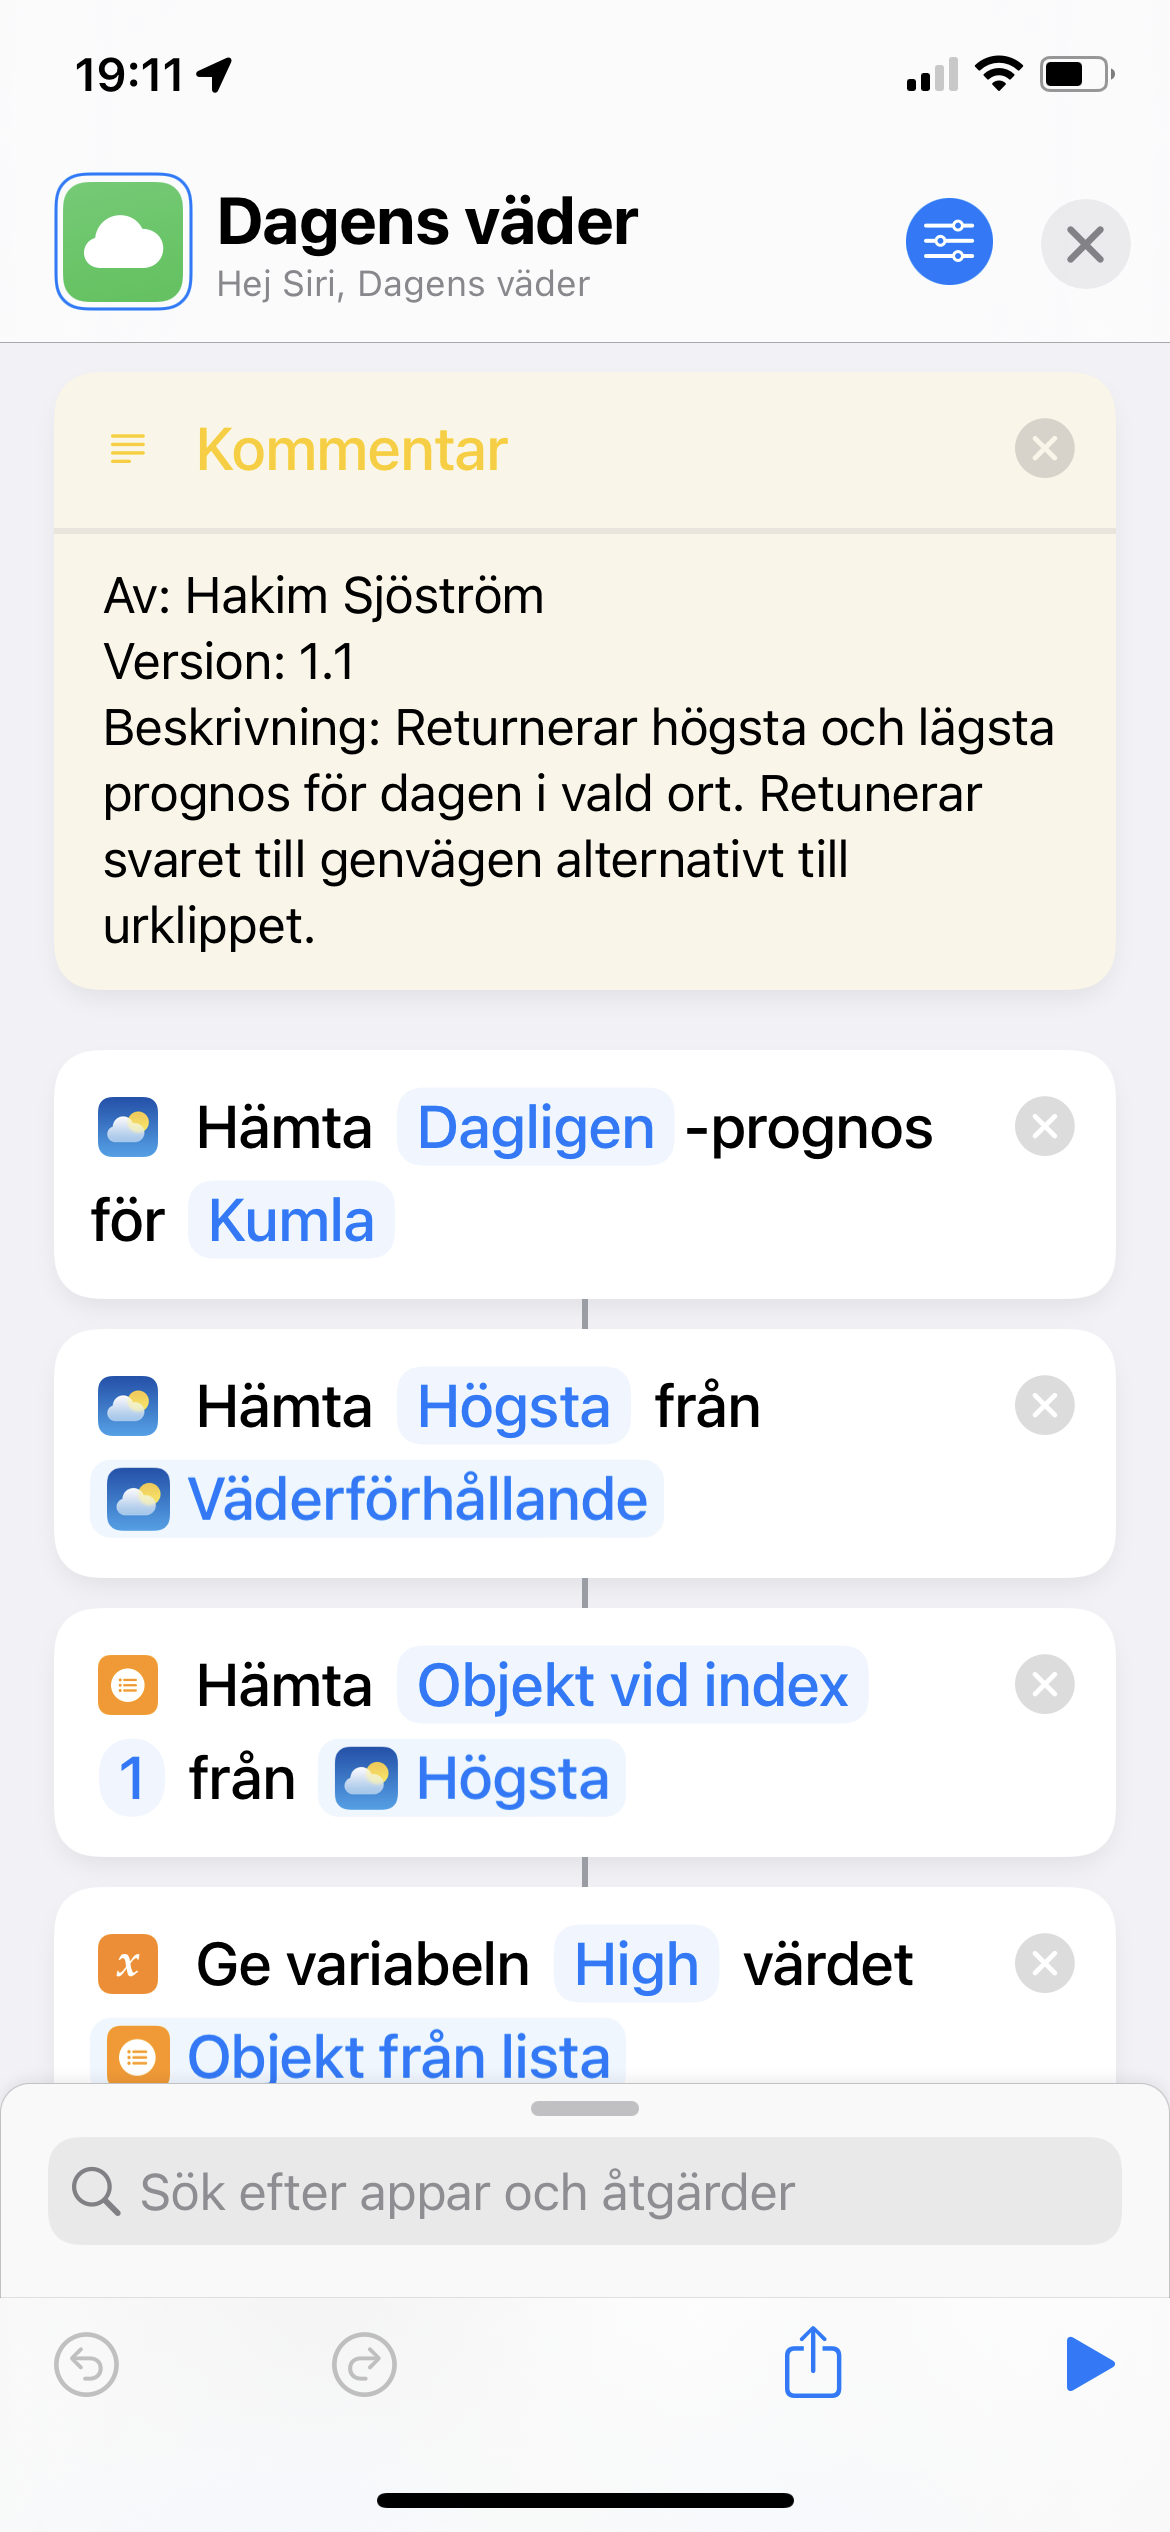 19:11
Dagens väder
Hej Siri, Dagens väder
Kommentar
Av: Hakim Sjöström
Version: 1.1
Beskrivning: Returnerar högsta och lägsta
prognos för dagen i vald ort. Retunerar
svaret till genvägen alternativt till
urklippet.
Hämta Dagligen -prognos
för Kumla
Hämta Högsta från
Väderförhållande
Hämta Objekt vid index
1 från Högsta
x Ge variabeln High värdet
Objekt från lista
Sök efter appar och åtgärder